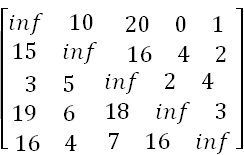 inf 10 20 0 1
15 inf 16 4 2
3 5 inf 2 4
19 6 18 inf 3
16 4 7 16 inf